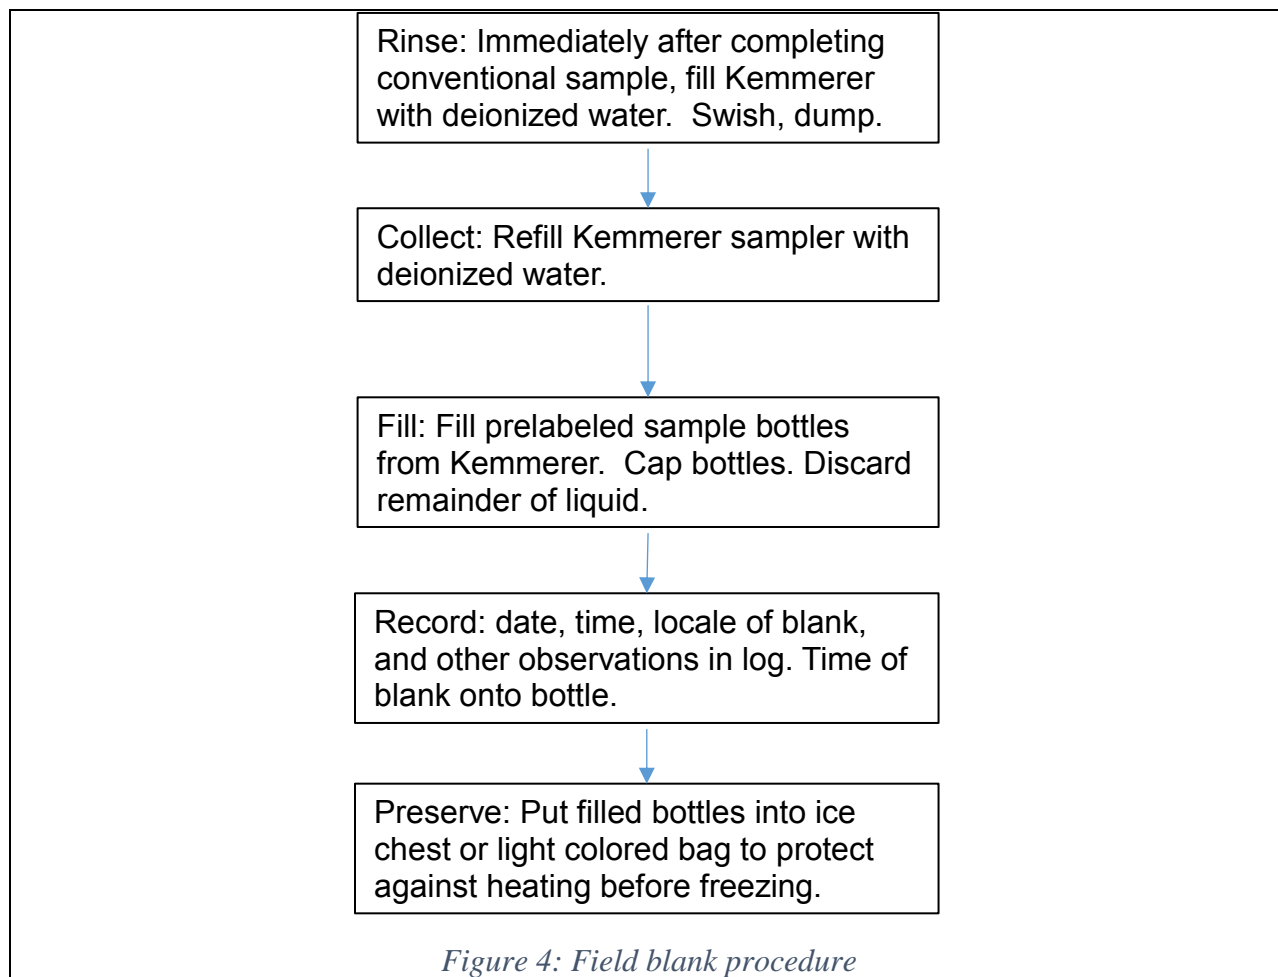 Rinse: Immediately after completing
conventional sample, fill Kemmerer
with deionized water.  Swish, dump.
Collect: Refill Kemmerer sampler with
deionized water.
Fill: Fill prelabeled sample bottles
from Kemmerer.  Cap bottles. Discard
remainder of liquid.
Record: date, time, locale of blank,
and other observations in log. Time of
blank onto bottle.
Preserve: Put filled bottles into ice
chest or light colored bag to protect
against heating before freezing.
Figure 4: Field blank procedure